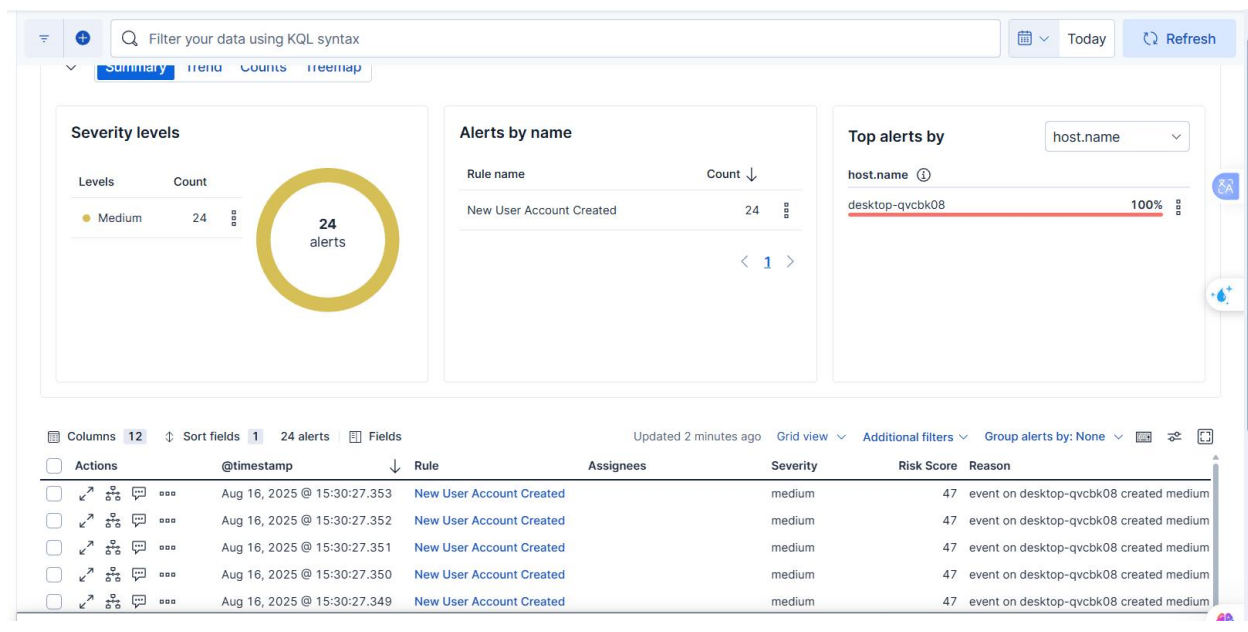 Filter your data using KQL syntax Today Refresh
Summary Trend Counts Treemap
Severity levels
Levels Count
Medium 24
24
alerts
Alerts by name
Rule name Count
New User Account Created 24
1
Top alerts by host.name
host.name
desktop-qvcbk08 100%
Columns 12 Sort fields 1 24 alerts Fields Updated 2 minutes ago Grid view Additional filters Group alerts by: None
Actions @timestamp Rule Assignees Severity Risk Score Reason
Aug 16, 2025 @ 15:30:27.353 New User Account Created medium 47 event on desktop-qvcbk08 created medium
Aug 16, 2025 @ 15:30:27.352 New User Account Created medium 47 event on desktop-qvcbk08 created medium
Aug 16, 2025 @ 15:30:27.351 New User Account Created medium 47 event on desktop-qvcbk08 created medium
Aug 16, 2025 @ 15:30:27.350 New User Account Created medium 47 event on desktop-qvcbk08 created medium
Aug 16, 2025 @ 15:30:27.349 New User Account Created medium 47 event on desktop-qvcbk08 created medium